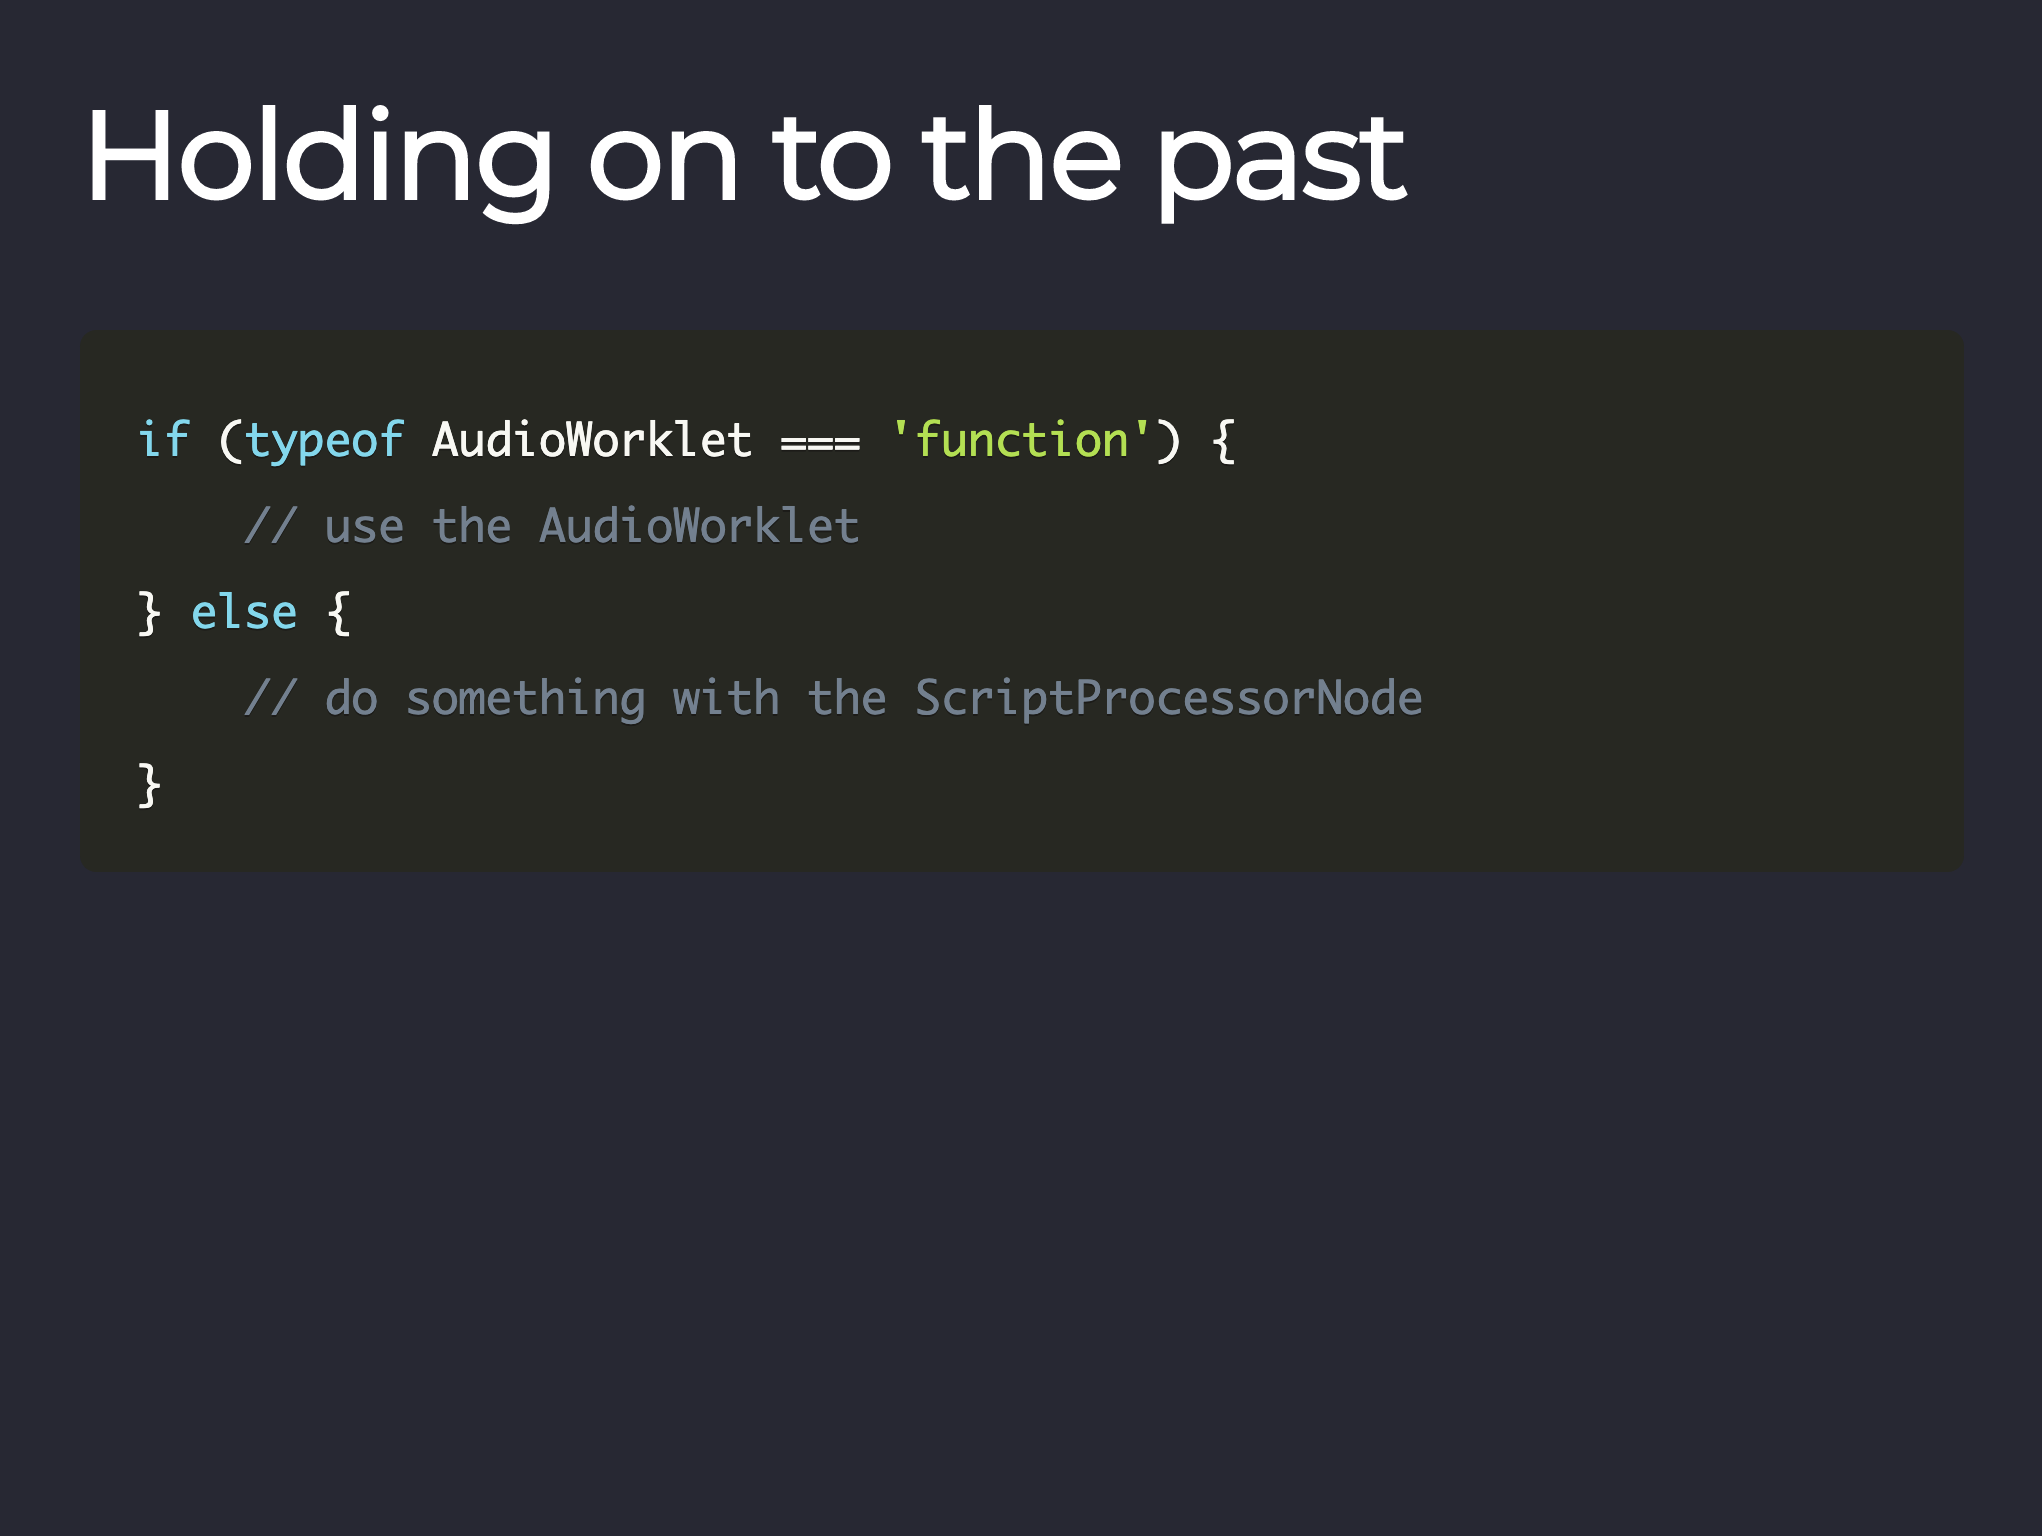 Holding on to the past
if (typeof AudioWorklet === 'function') {
    // use the AudioWorklet
} else {
    // do something with the ScriptProcessorNode
}